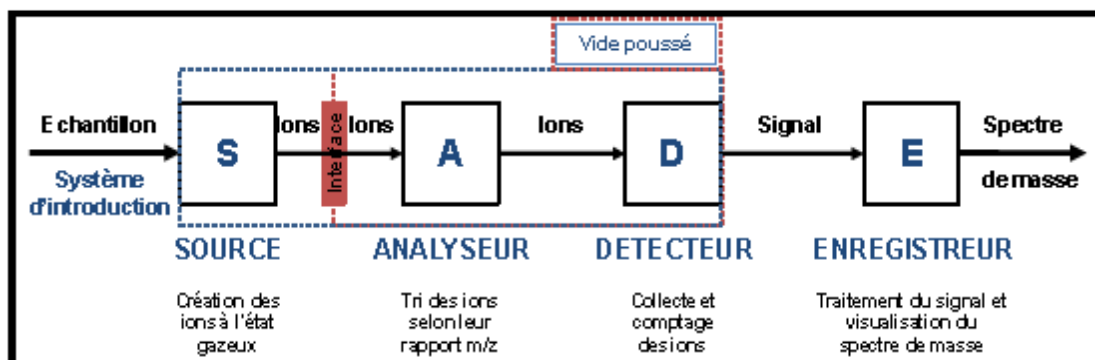 Vide poussé
Echantillon
Ions
Ions
Ions
Signal
Spectre
S
Interface
A
D
E
Système
d'introduction
de masse
SOURCE
ANALYSEUR
DETECTEUR
ENREGISTREUR
Création des
ions à l'état
gazeux
Tri des ions
selon leur
rapport m/z
Collecte et
comptage
des ions
Traitement du signal et
visualisation du
spectre de masse